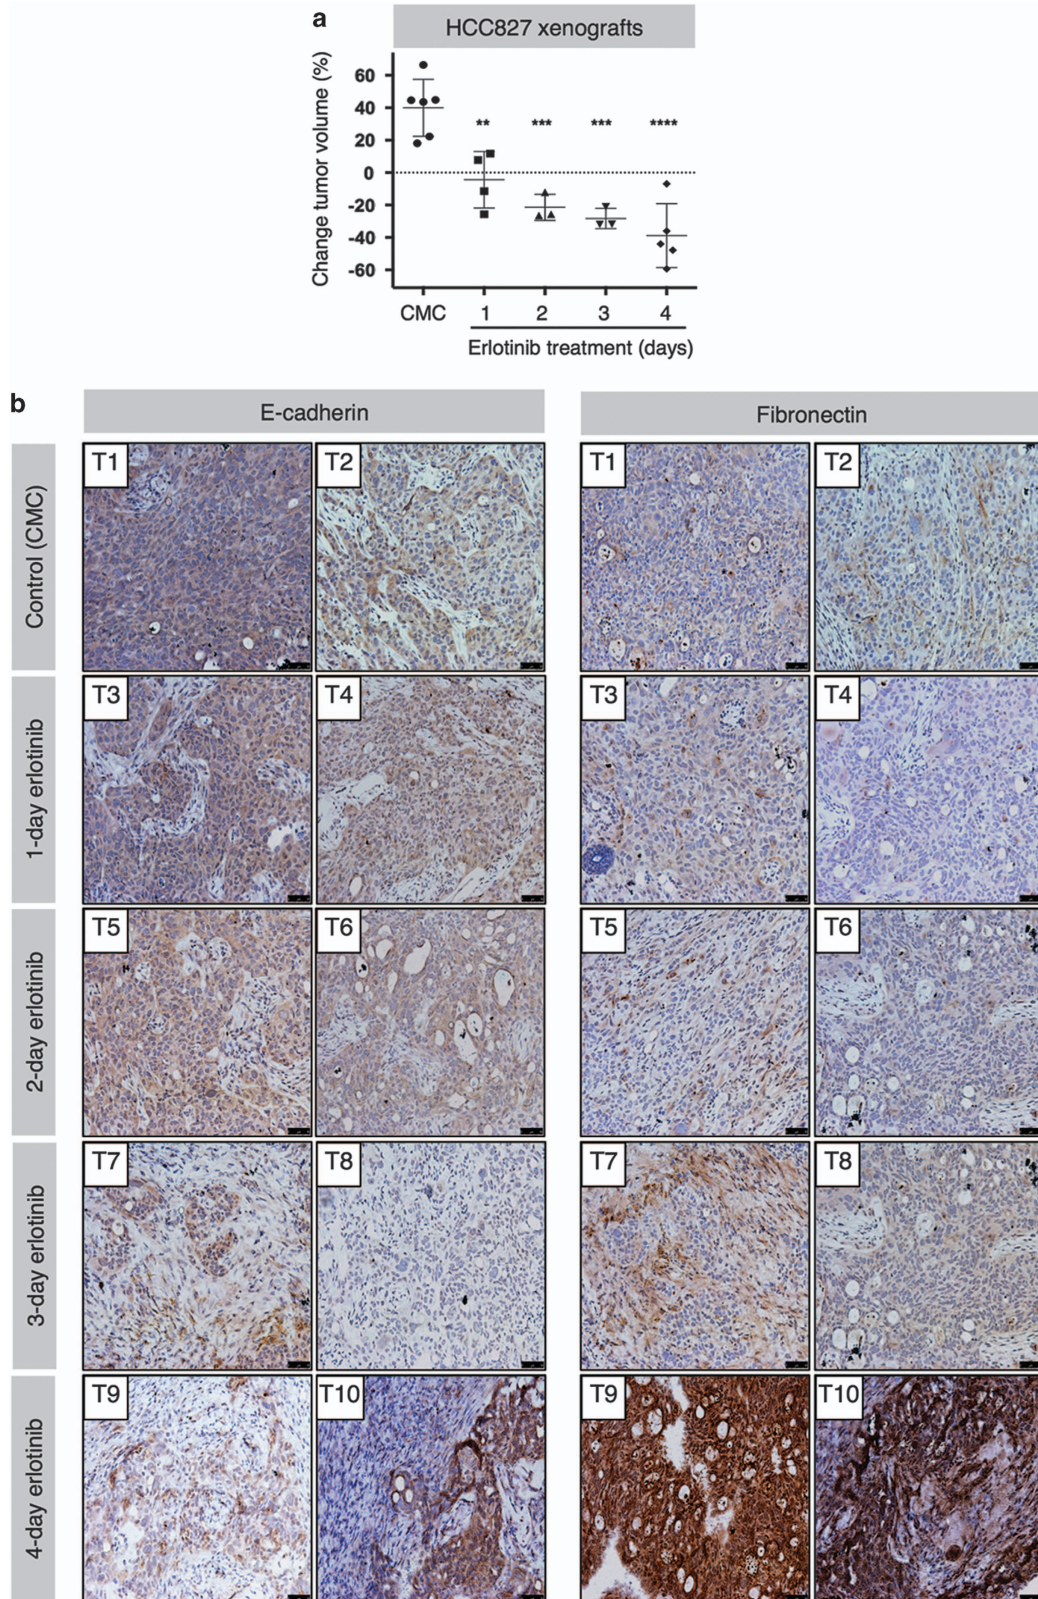 a
HCC827 xenografts
Change tumor volume (%)
60
40
20
0
-20
-40
-60
** *** *** ****
CMC 1 2 3 4
Erlotinib treatment (days)
b
E-cadherin Fibronectin
Control (CMC)
T1 T2 T1 T2
1-day erlotinib
T3 T4 T3 T4
2-day erlotinib
T5 T6 T5 T6
3-day erlotinib
T7 T8 T7 T8
4-day erlotinib
T9 T10 T9 T10